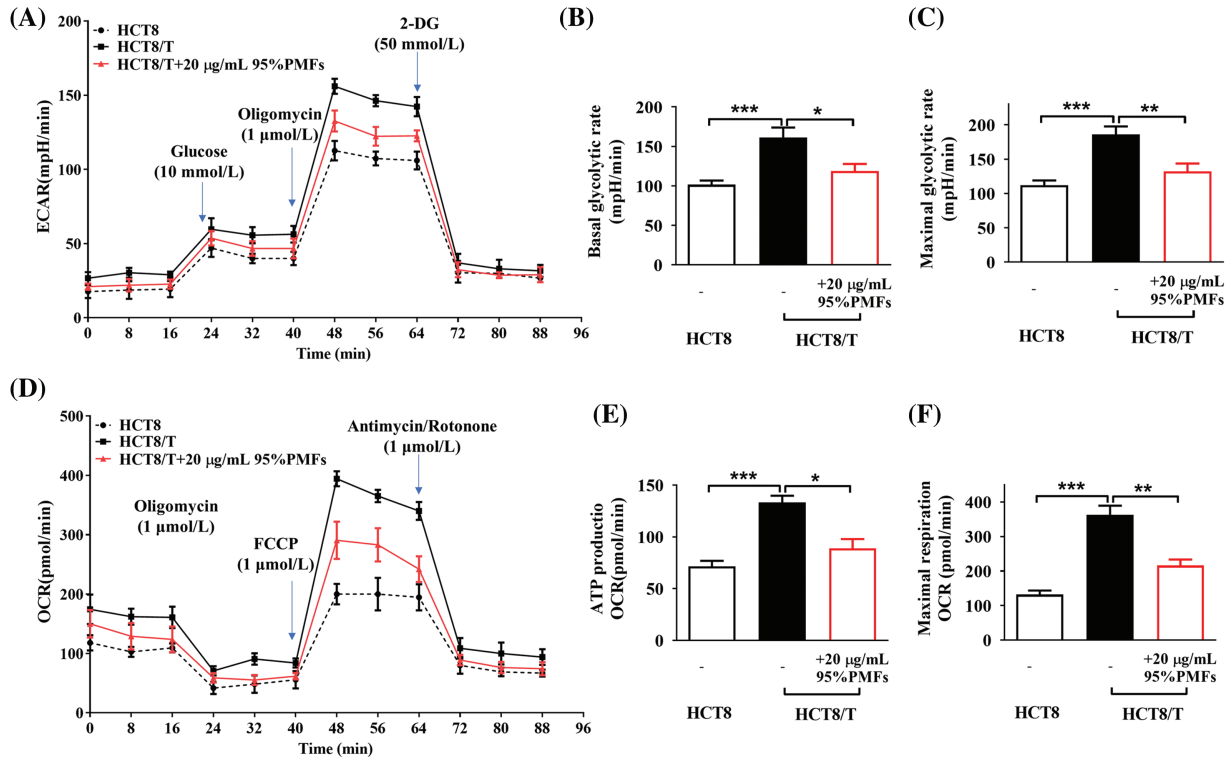 (A)
HCT8
HCT8/T
HCT8/T+20 μg/mL 95%PMFs
2-DG
(50 mmol/L)
Oligomycin
(1 μmol/L)
Glucose
(10 mmol/L)
ECAR(mpH/min)
200
150
100
50
0
0 8 16 24 32 40 48 56 64 72 80 88 96
Time (min)
(B)
Basal glycolytic rate
(mpH/min)
200
150
100
50
0
*** *
- - +20 μg/mL
95%PMFs
HCT8 HCT8/T
(C)
Maximal glycolytic rate
(mpH/min)
200
150
100
50
0
*** **
- - +20 μg/mL
95%PMFs
HCT8 HCT8/T
(D)
HCT8
HCT8/T
HCT8/T+20 μg/mL 95%PMFs
Antimycin/Rotonone
(1 μmol/L)
Oligomycin
(1 μmol/L)
FCCP
(1 μmol/L)
OCR(pmol/min)
500
400
300
200
100
0
0 8 16 24 32 40 48 56 64 72 80 88 96
Time (min)
(E)
ATP productio
OCR(pmol/min)
150
100
50
0
*** *
- - +20 μg/mL
95%PMFs
HCT8 HCT8/T
(F)
Maximal respiration
OCR (pmol/min)
400
300
200
100
0
*** **
- - +20 μg/mL
95%PMFs
HCT8 HCT8/T